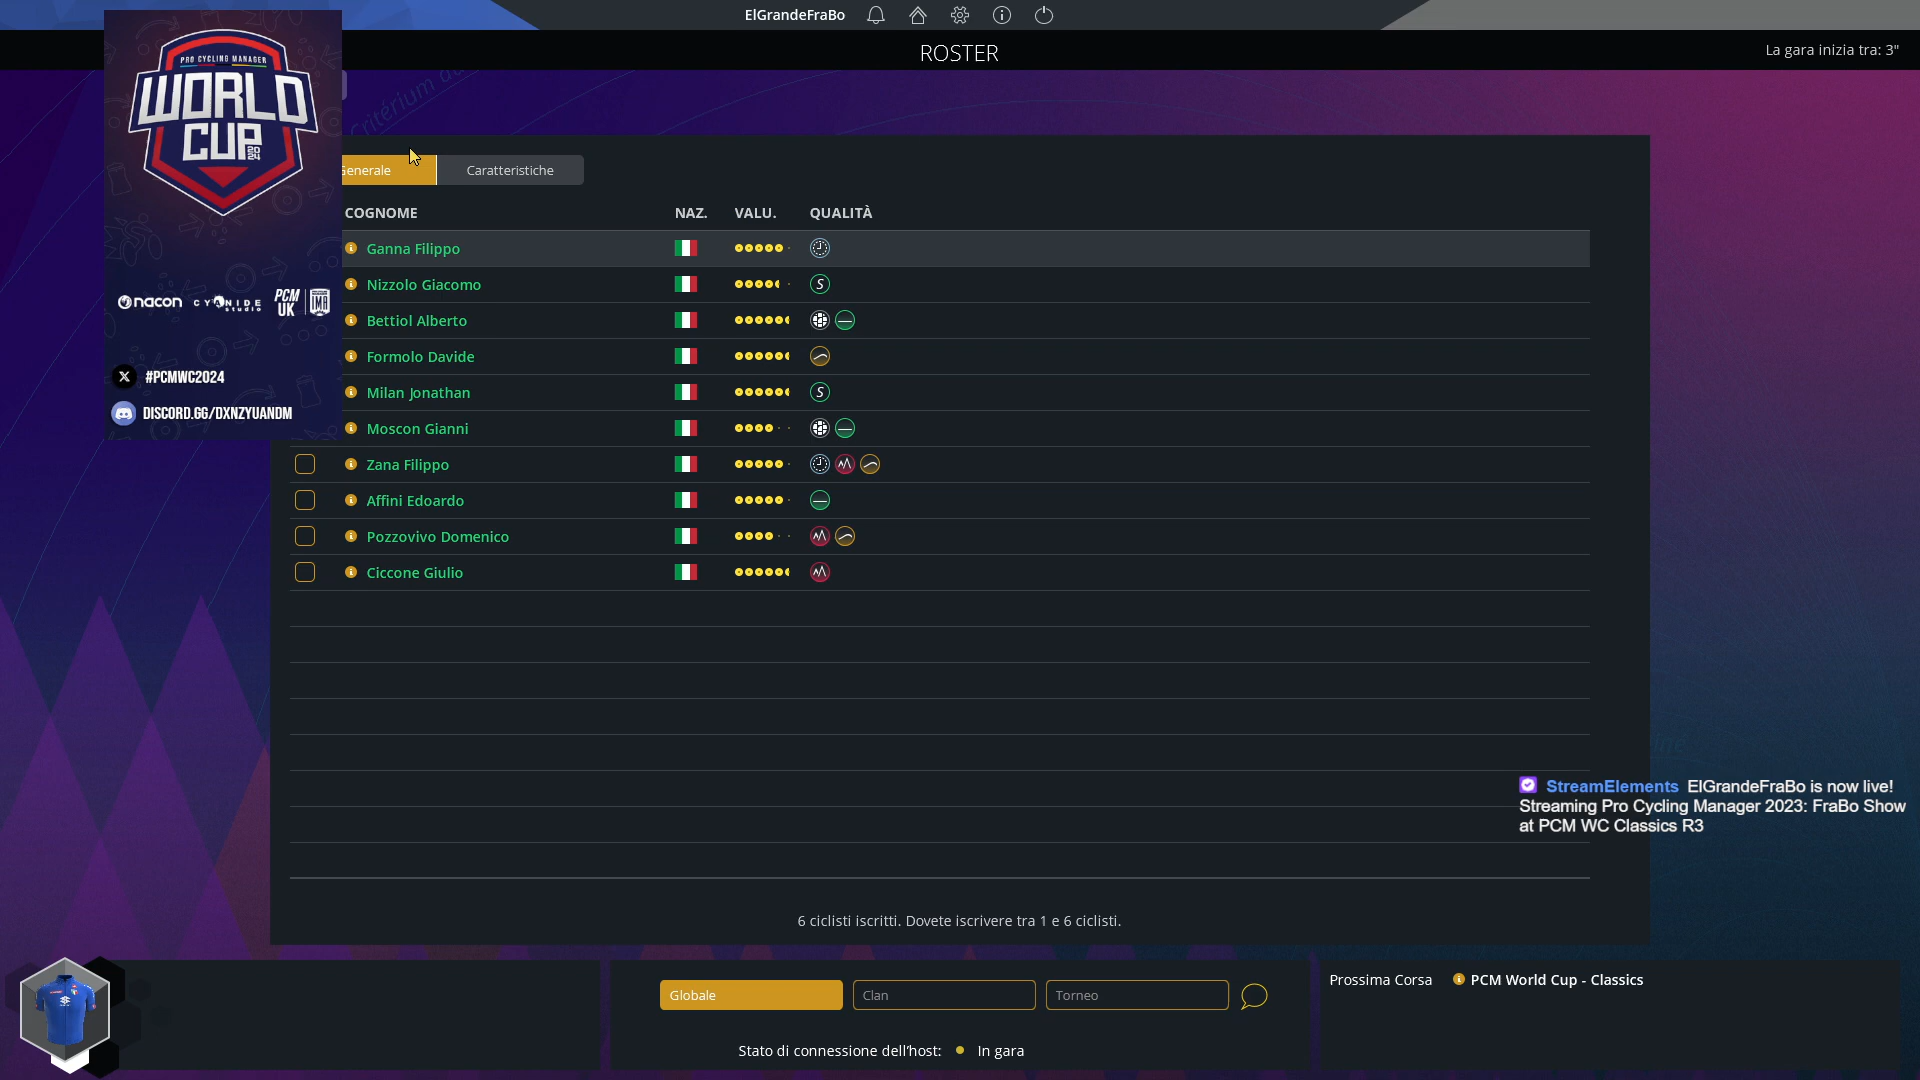 ElGrandeFraBo
ROSTER
La gara inizia tra: 3"
PRO CYCLING MANAGER
WORLD
CUP
2024
nacon
CYANIDE
studio
PCM
UK
#PCMWC2024
DISCORD.GG/DXNZYUANDM
Generale
Caratteristiche
COGNOME NAZ. VALU. QUALITÀ
Ganna Filippo
Nizzolo Giacomo
Bettiol Alberto
Formolo Davide
Milan Jonathan
Moscon Gianni
Zana Filippo
Affini Edoardo
Pozzovivo Domenico
Ciccone Giulio
StreamElements ElGrandeFraBo is now live!
Streaming Pro Cycling Manager 2023: FraBo Show
at PCM WC Classics R3
6 ciclisti iscritti. Dovete iscrivere tra 1 e 6 ciclisti.
Globale
Clan
Torneo
Stato di connessione dell'host: In gara
Prossima Corsa PCM World Cup - Classics